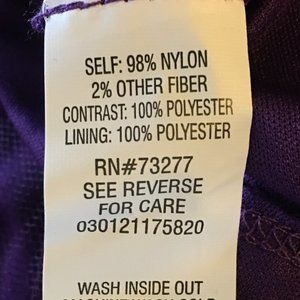 SELF: 98% NYLON
2% OTHER FIBER
CONTRAST: 100% POLYESTER
LINING: 100% POLYESTER
RN#73277
SEE REVERSE
FOR CARE
030121175820
WASH INSIDE OUT